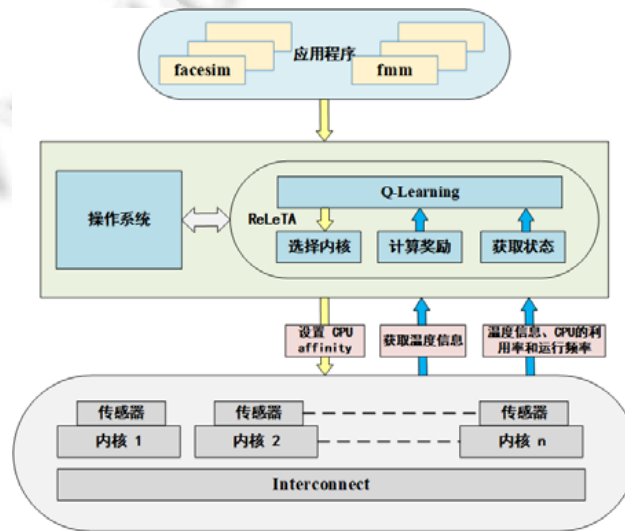 应用程序
facesim
fmm
操作系统
Q-Learning
ReLeTA
选择内核
计算奖励
获取状态
设置 CPU
affinity
获取温度信息
温度信息、CPU的利
用率和运行频率
传感器
传感器
传感器
内核 1
内核 2
内核 n
Interconnect